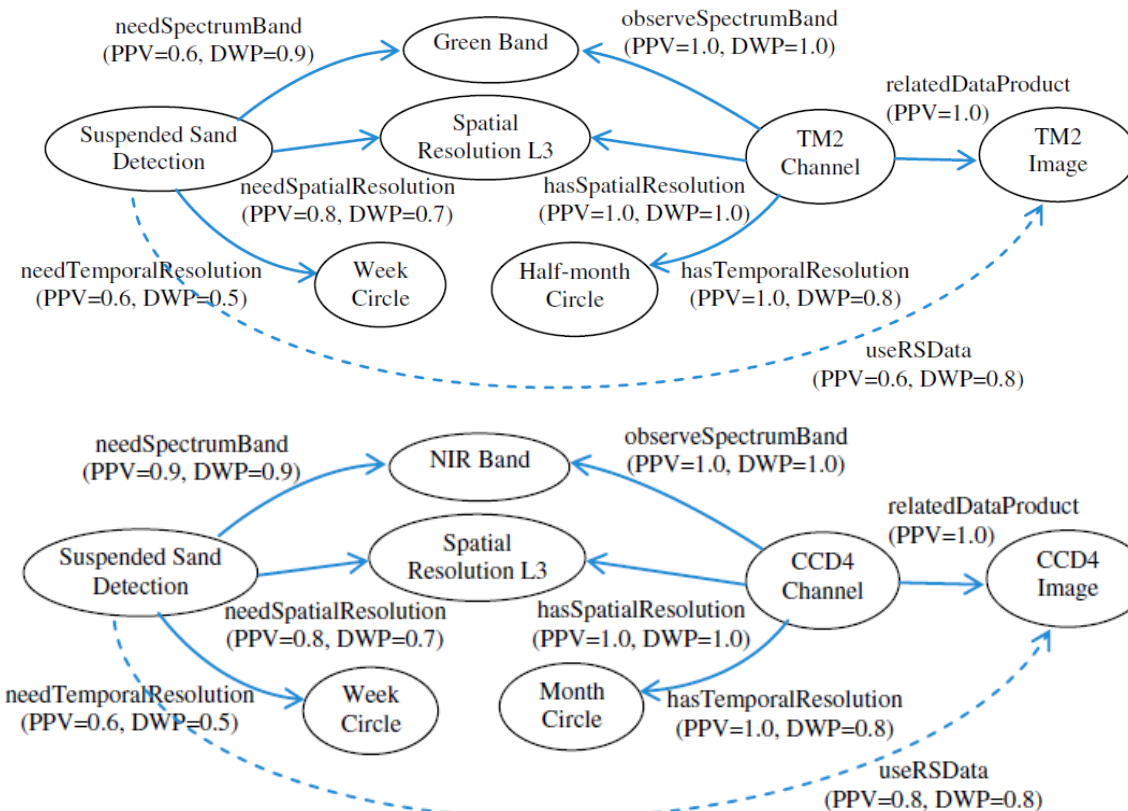 needSpectrumBand
(PPV=0.6, DWP=0.9)
Green Band
observeSpectrumBand
(PPV=1.0, DWP=1.0)
relatedDataProduct
(PPV=1.0)
Suspended Sand
Detection
Spatial
Resolution L3
TM2
Channel
TM2
Image
needSpatialResolution
(PPV=0.8, DWP=0.7)
hasSpatialResolution
(PPV=1.0, DWP=1.0)
needTemporalResolution
(PPV=0.6, DWP=0.5)
Week
Circle
Half-month
Circle
hasTemporalResolution
(PPV=1.0, DWP=0.8)
useRSData
(PPV=0.6, DWP=0.8)
needSpectrumBand
(PPV=0.9, DWP=0.9)
NIR Band
observeSpectrumBand
(PPV=1.0, DWP=1.0)
relatedDataProduct
(PPV=1.0)
Suspended Sand
Detection
Spatial
Resolution L3
CCD4
Channel
CCD4
Image
needSpatialResolution
(PPV=0.8, DWP=0.7)
hasSpatialResolution
(PPV=1.0, DWP=1.0)
needTemporalResolution
(PPV=0.6, DWP=0.5)
Week
Circle
Month
Circle
hasTemporalResolution
(PPV=1.0, DWP=0.8)
useRSData
(PPV=0.8, DWP=0.8)